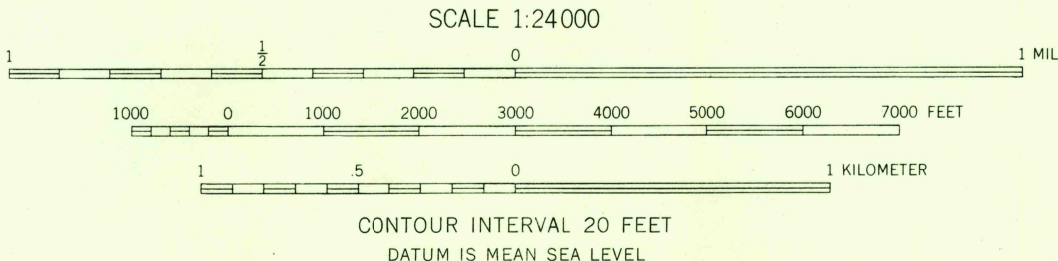 SCALE 1:24000
1 1/2 0 1 MIL
1000 0 1000 2000 3000 4000 5000 6000 7000 FEET
1 .5 0 1 KILOMETER
CONTOUR INTERVAL 20 FEET
DATUM IS MEAN SEA LEVEL